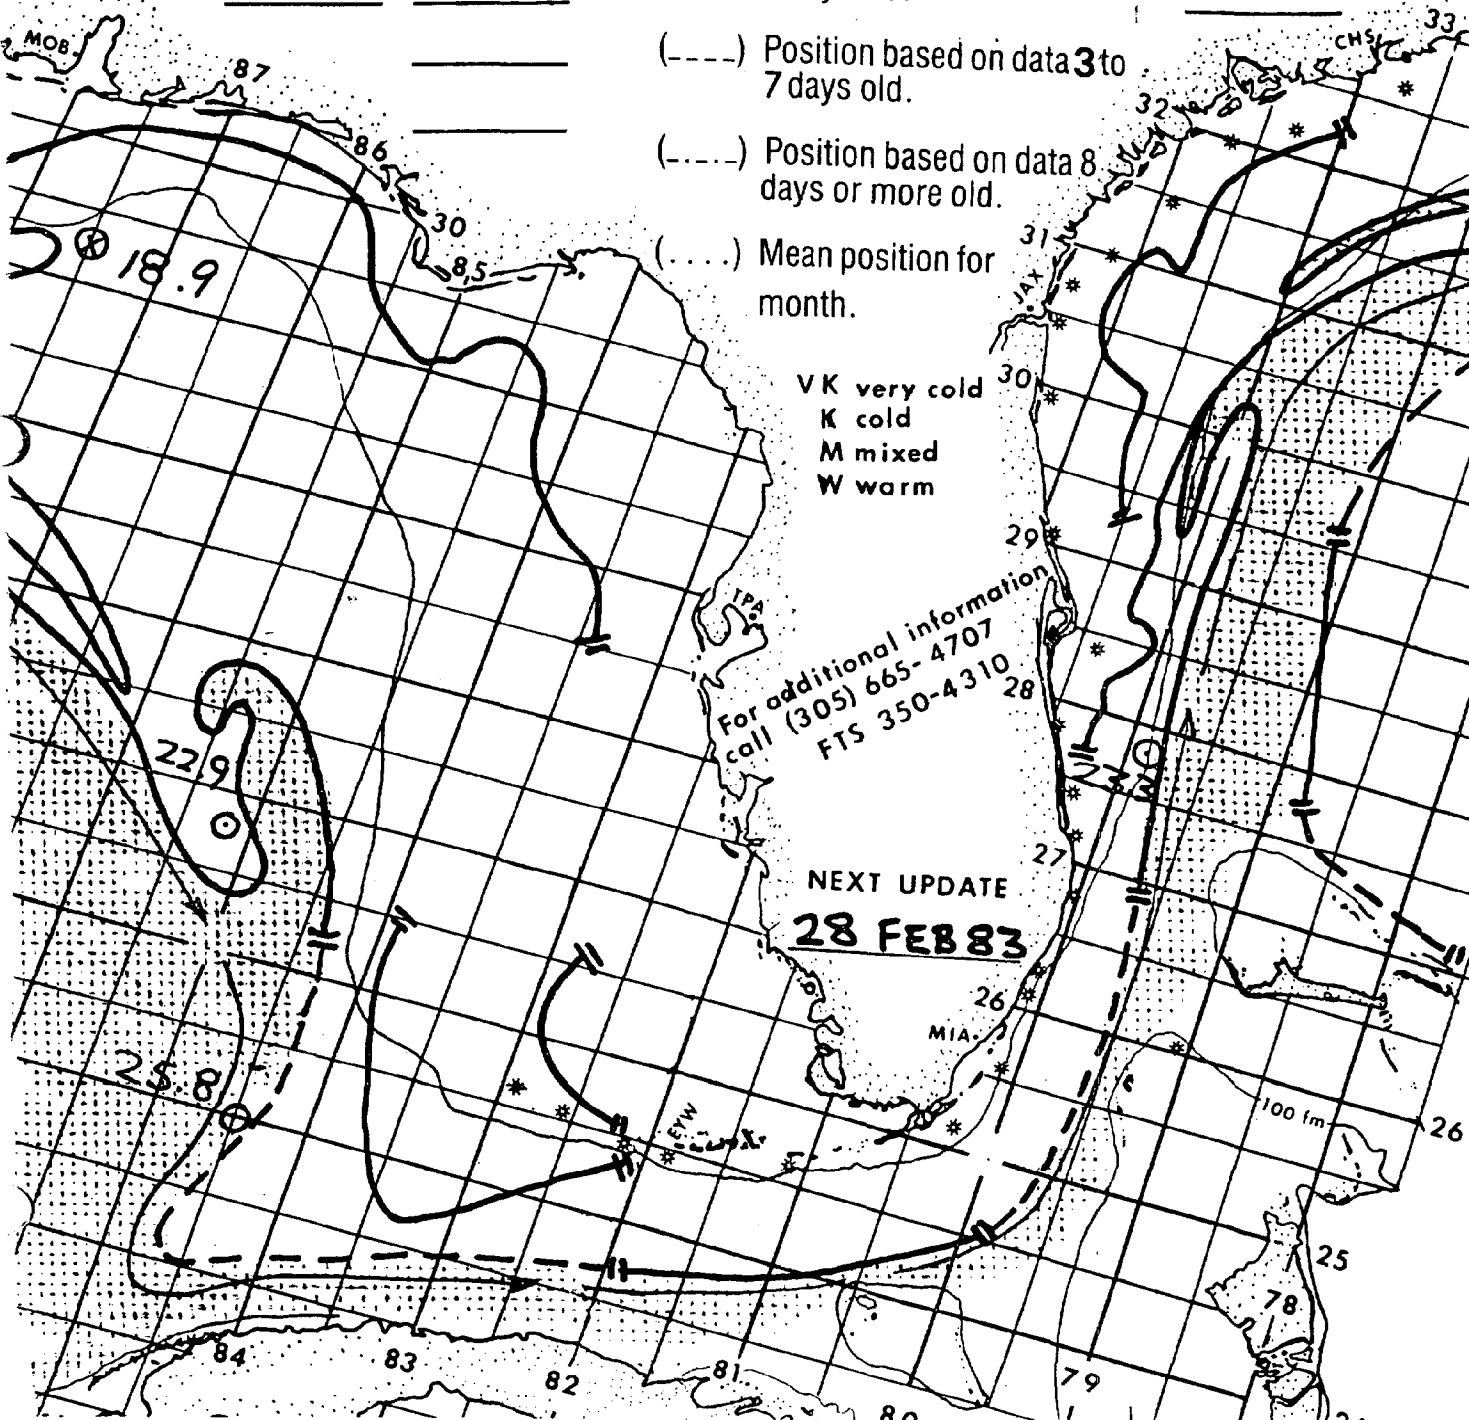 MOB.
CHS
33
(----) Position based on data 3 to
7 days old.
87
32
86
(_._._) Position based on data 8
days or more old.
30
31
85
(....) Mean position for
month.
JAX
18.9
VK very cold
K cold
M mixed
W warm
30
29
TPA
For additional information
call (305) 665-4707
FTS 350-4310
28
22.9
27
NEXT UPDATE
28 FEB 83
26
MIA.
25.8
EYW
100 fm
26
25
78
84
83
82
81
79
80